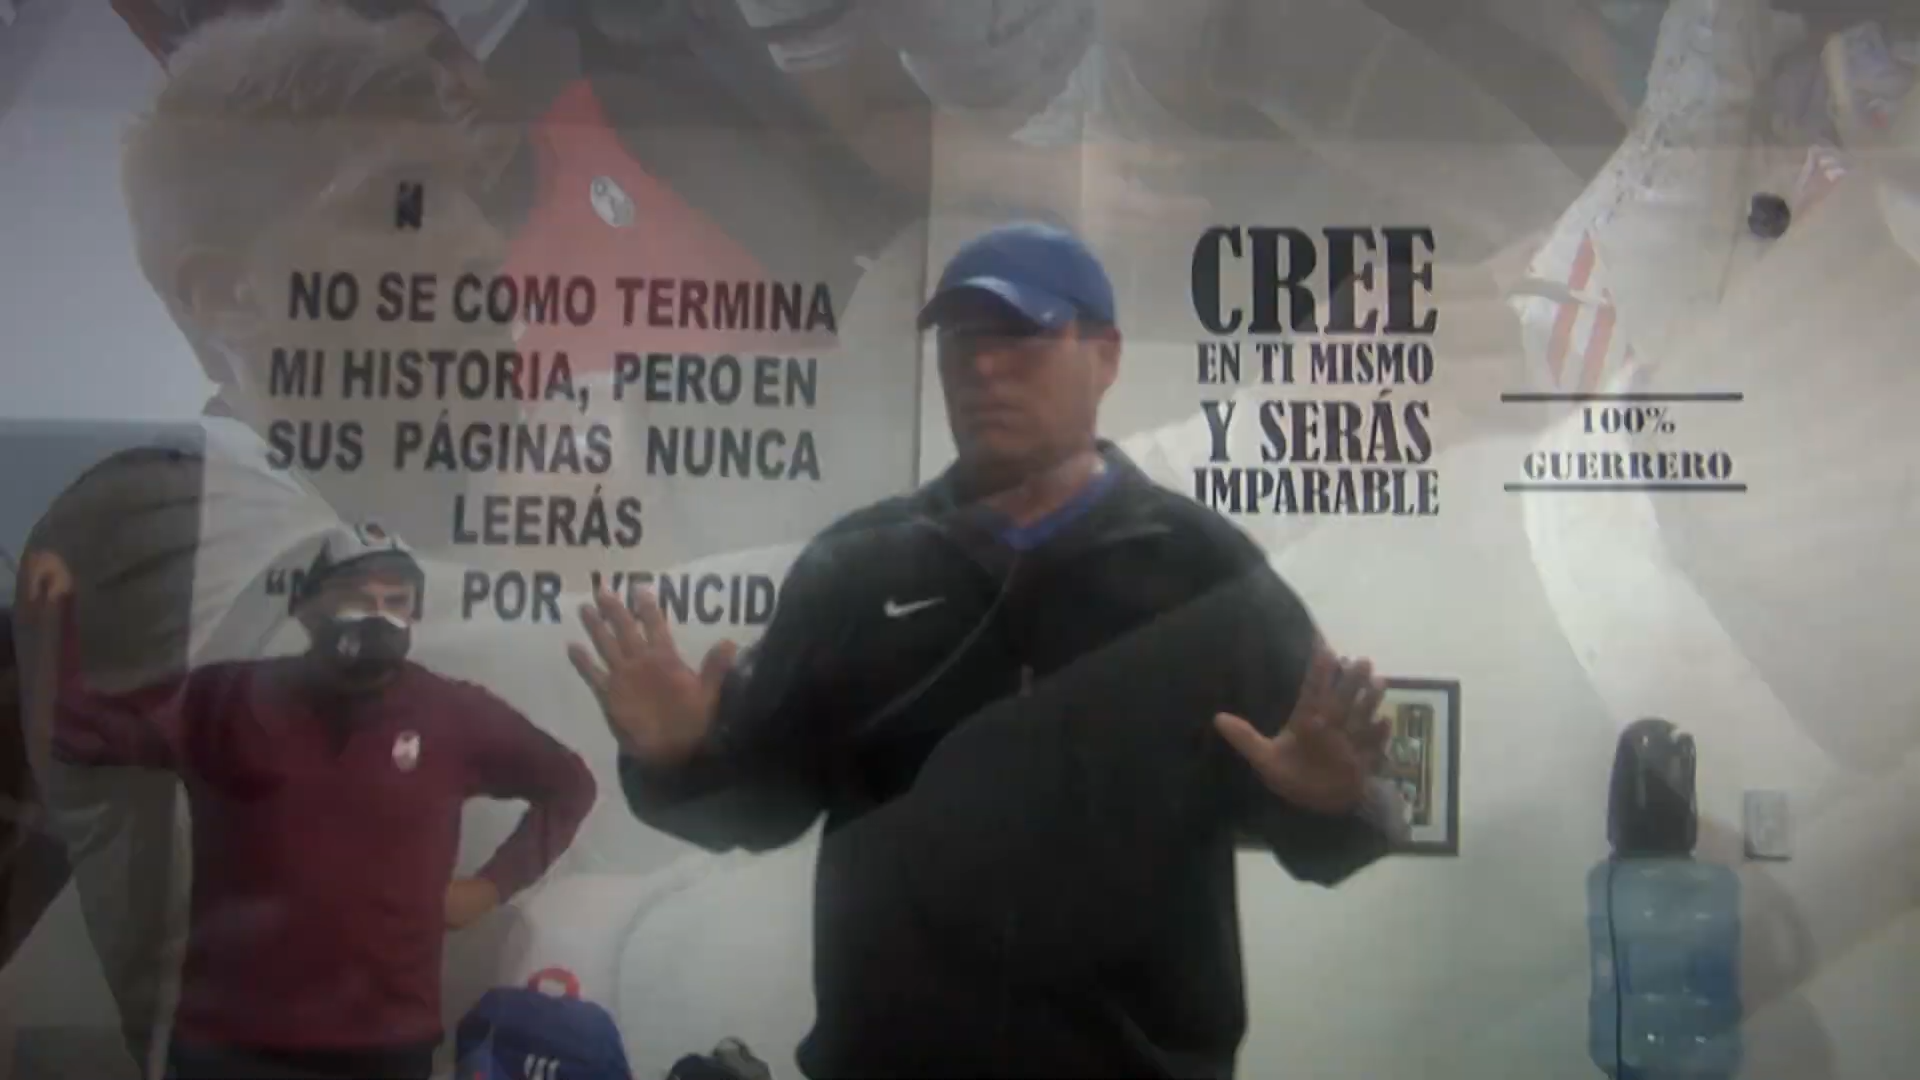 NO SE COMO TERMINA
MI HISTORIA, PERO EN
SUS PÁGINAS NUNCA
LEERÁS
POR VENCID
CREE
EN TI MISMO
Y SERÁS
IMPARABLE
100%
GUERRERO